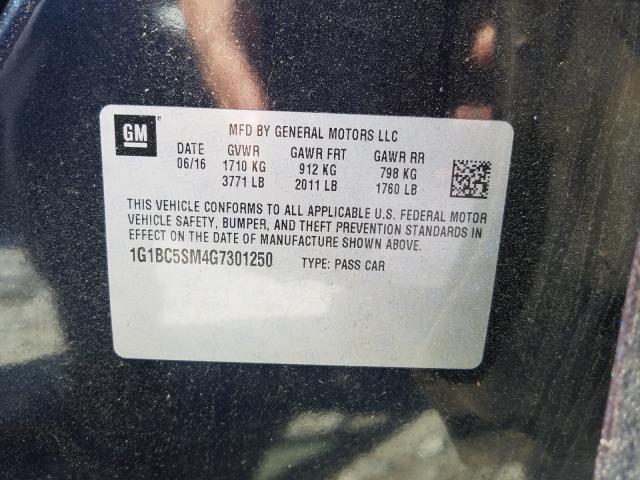 GM
MFD BY GENERAL MOTORS LLC
DATE GVWR GAWR FRT GAWR RR
06/16 1710 KG 912 KG 798 KG
3771 LB 2011 LB 1760 LB
THIS VEHICLE CONFORMS TO ALL APPLICABLE U.S. FEDERAL MOTOR
VEHICLE SAFETY, BUMPER, AND THEFT PREVENTION STANDARDS IN
EFFECT ON THE DATE OF MANUFACTURE SHOWN ABOVE.
1G1BC5SM4G7301250 TYPE: PASS CAR